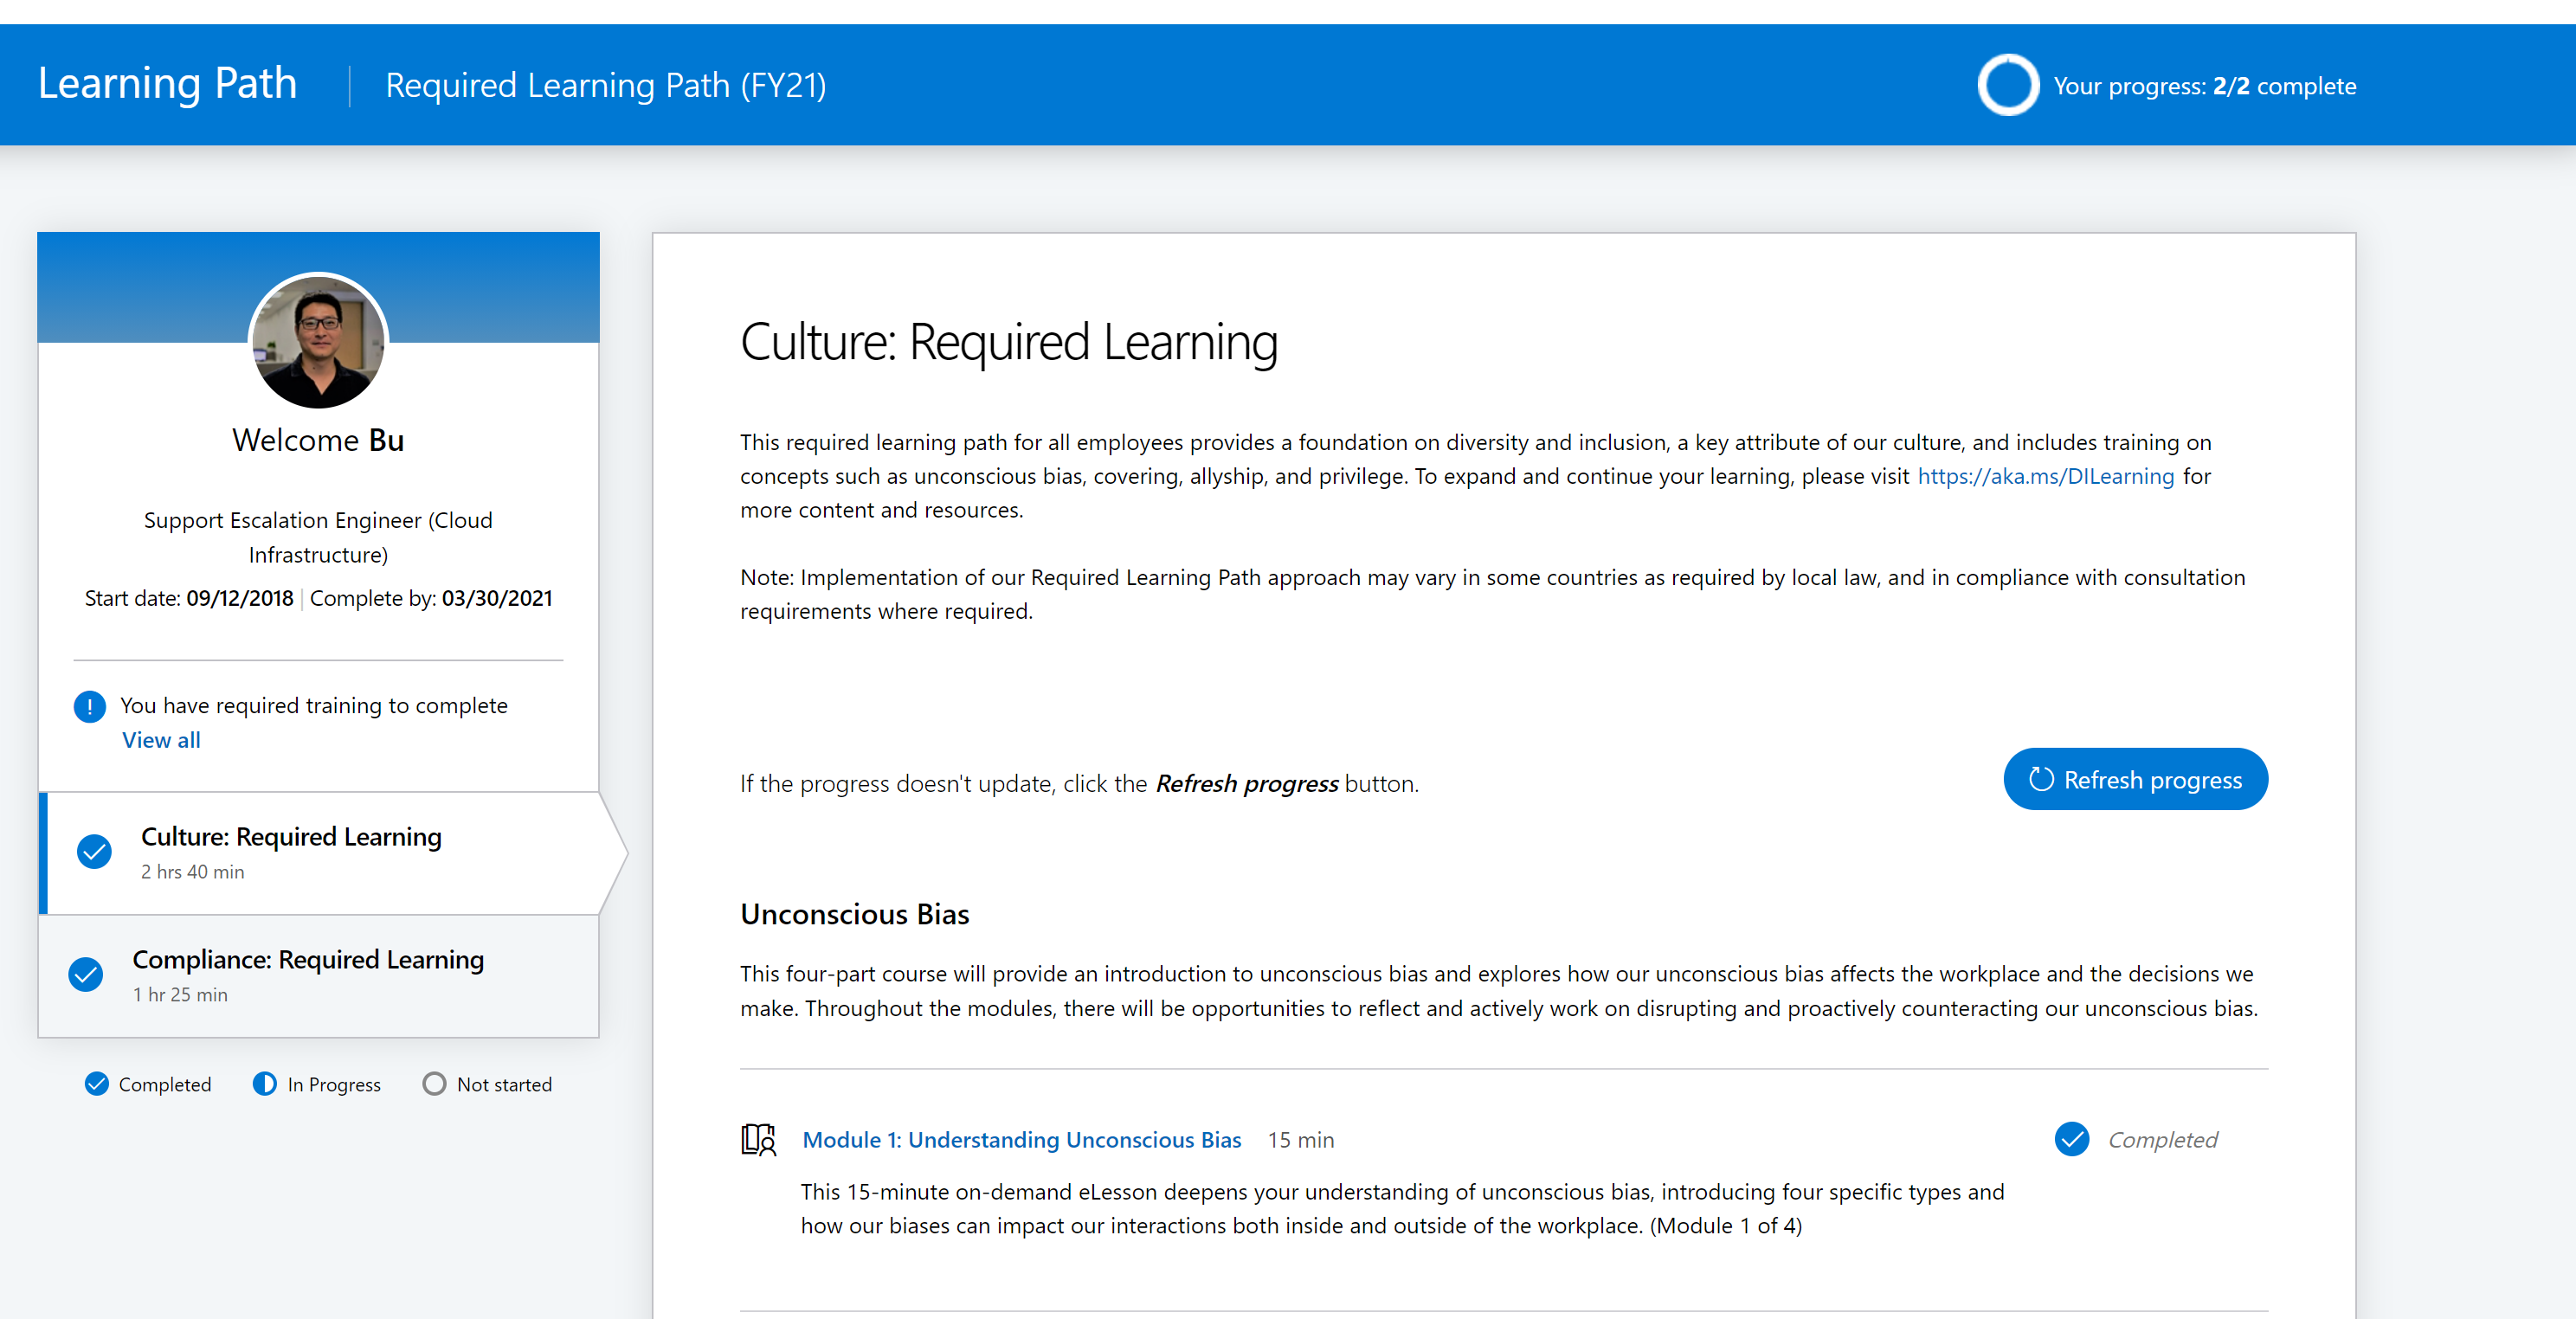 Learning Path
Required Learning Path (FY21)
Your progress: 2/2 complete
Welcome Bu
Support Escalation Engineer (Cloud
Infrastructure)
Start date: 09/12/2018 | Complete by: 03/30/2021
! You have required training to complete
View all
Culture: Required Learning
2 hrs 40 min
Compliance: Required Learning
1 hr 25 min
Completed In Progress Not started
Culture: Required Learning
This required learning path for all employees provides a foundation on diversity and inclusion, a key attribute of our culture, and includes training on
concepts such as unconscious bias, covering, allyship, and privilege. To expand and continue your learning, please visit https://aka.ms/DILearning for
more content and resources.
Note: Implementation of our Required Learning Path approach may vary in some countries as required by local law, and in compliance with consultation
requirements where required.
If the progress doesn't update, click the Refresh progress button.
Refresh progress
Unconscious Bias
This four-part course will provide an introduction to unconscious bias and explores how our unconscious bias affects the workplace and the decisions we
make. Throughout the modules, there will be opportunities to reflect and actively work on disrupting and proactively counteracting our unconscious bias.
Module 1: Understanding Unconscious Bias 15 min
Completed
This 15-minute on-demand eLesson deepens your understanding of unconscious bias, introducing four specific types and
how our biases can impact our interactions both inside and outside of the workplace. (Module 1 of 4)